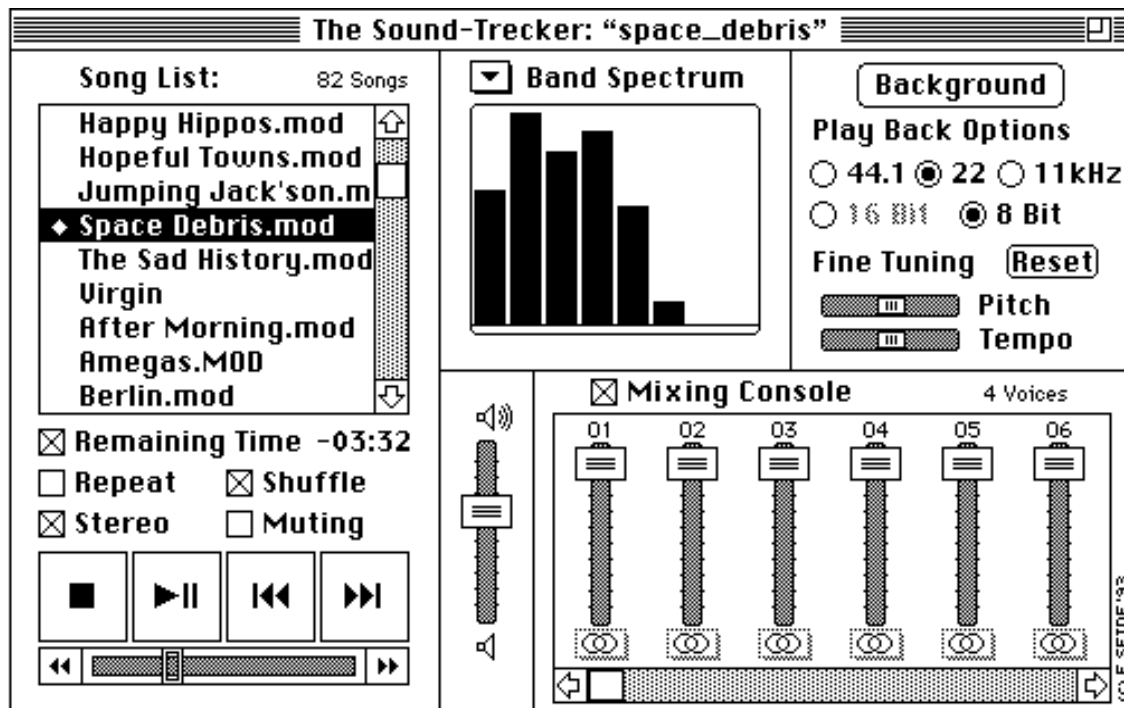 The Sound-Trecker: “space_debris”
Song List: 82 Songs
Happy Hippos.mod
Hopeful Towns.mod
Jumping Jack'son.m
Space Debris.mod
The Sad History.mod
Virgin
After Morning.mod
Amegas.MOD
Berlin.mod
Remaining Time -03:32
Repeat Shuffle
Stereo Muting
Band Spectrum
Background
Play Back Options
44.1 22 11kHz
16 Bit 8 Bit
Fine Tuning Reset
Pitch
Tempo
Mixing Console 4 Voices
01 02 03 04 05 06